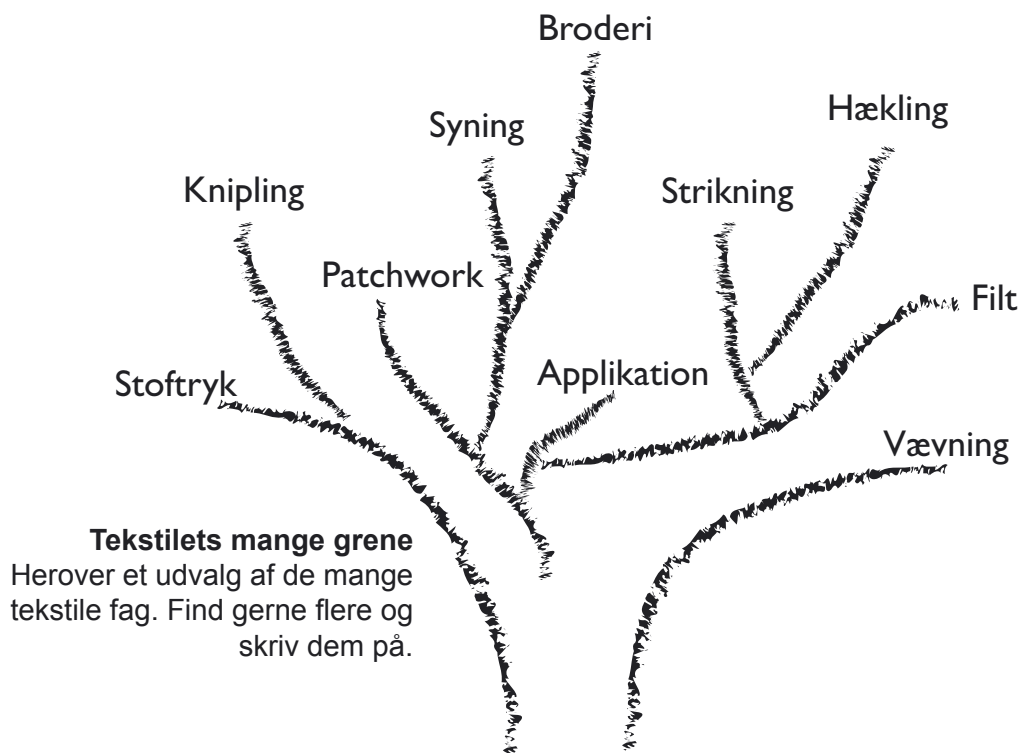 Broderi
Hækling
Syning
Knipling
Strikning
Patchwork
Filt
Stoftryk
Applikation
Vævning
Tekstilets mange grene
Herover et udvalg af de mange
tekstile fag. Find gerne flere og
skriv dem på.